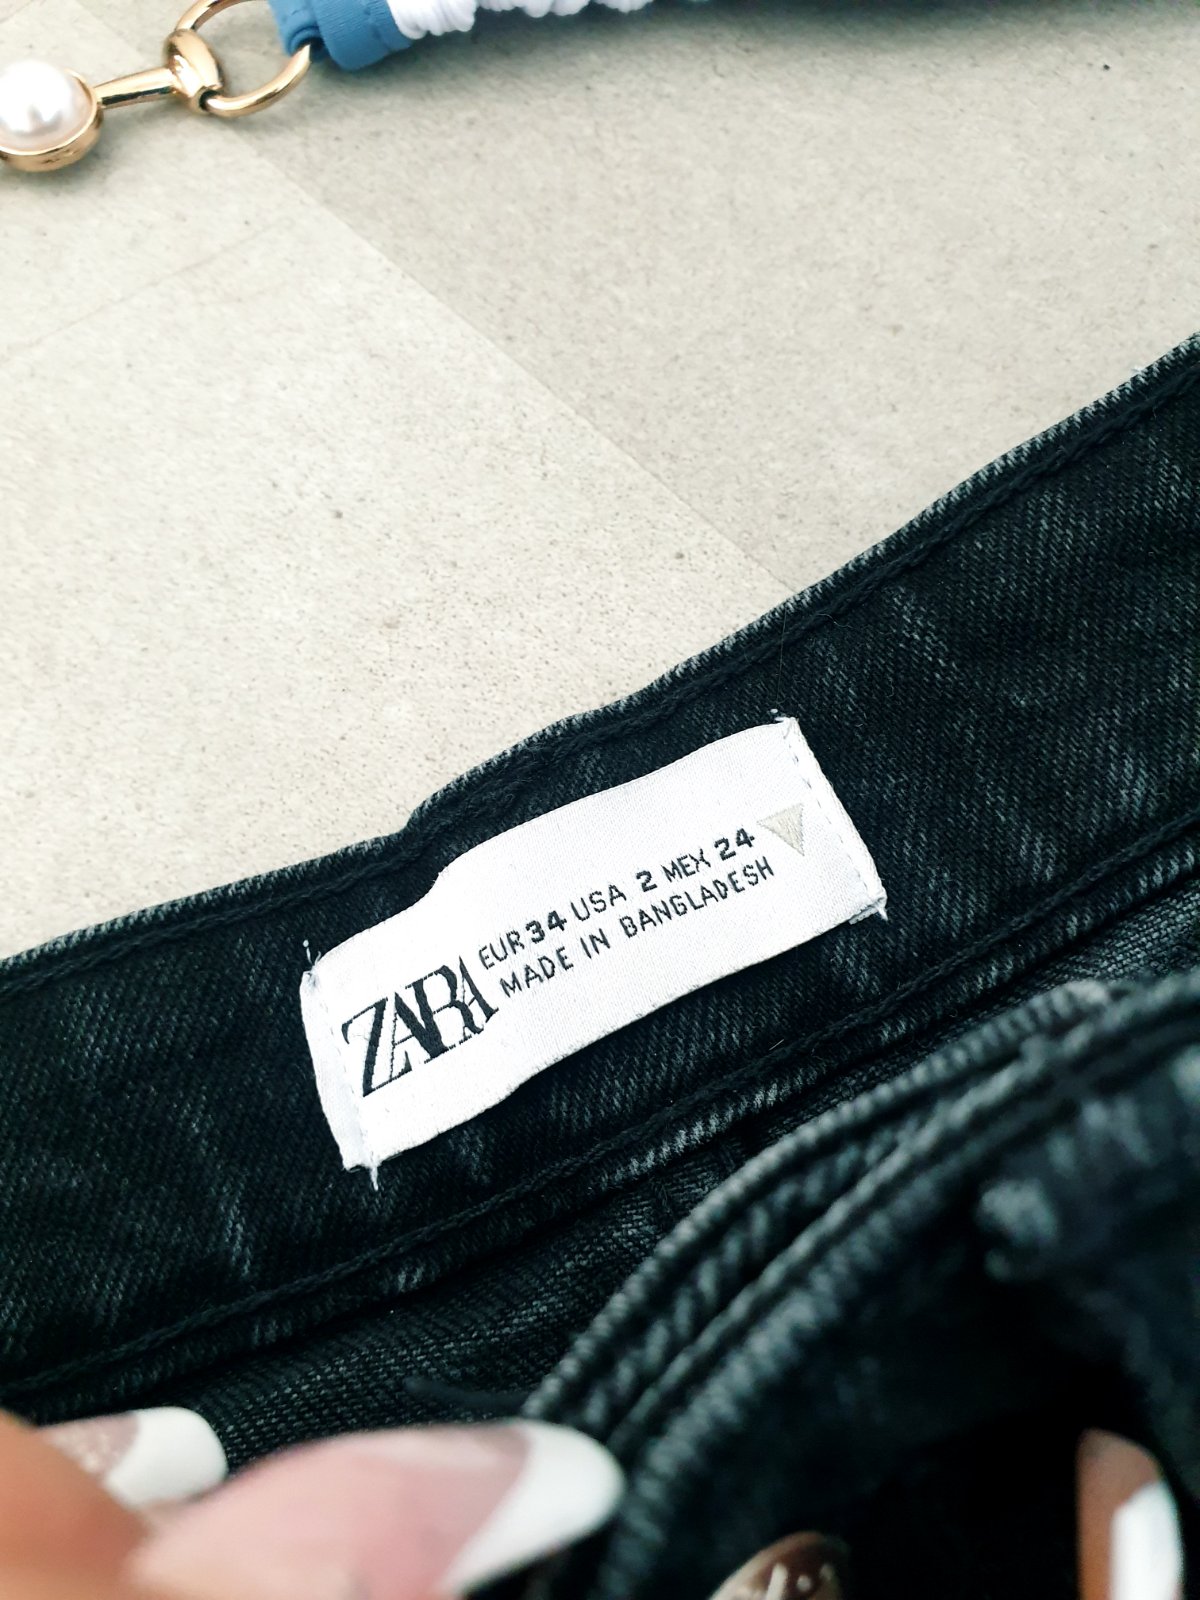 ZARA
EUR 34 USA 2 MEX 24
MADE IN BANGLADESH